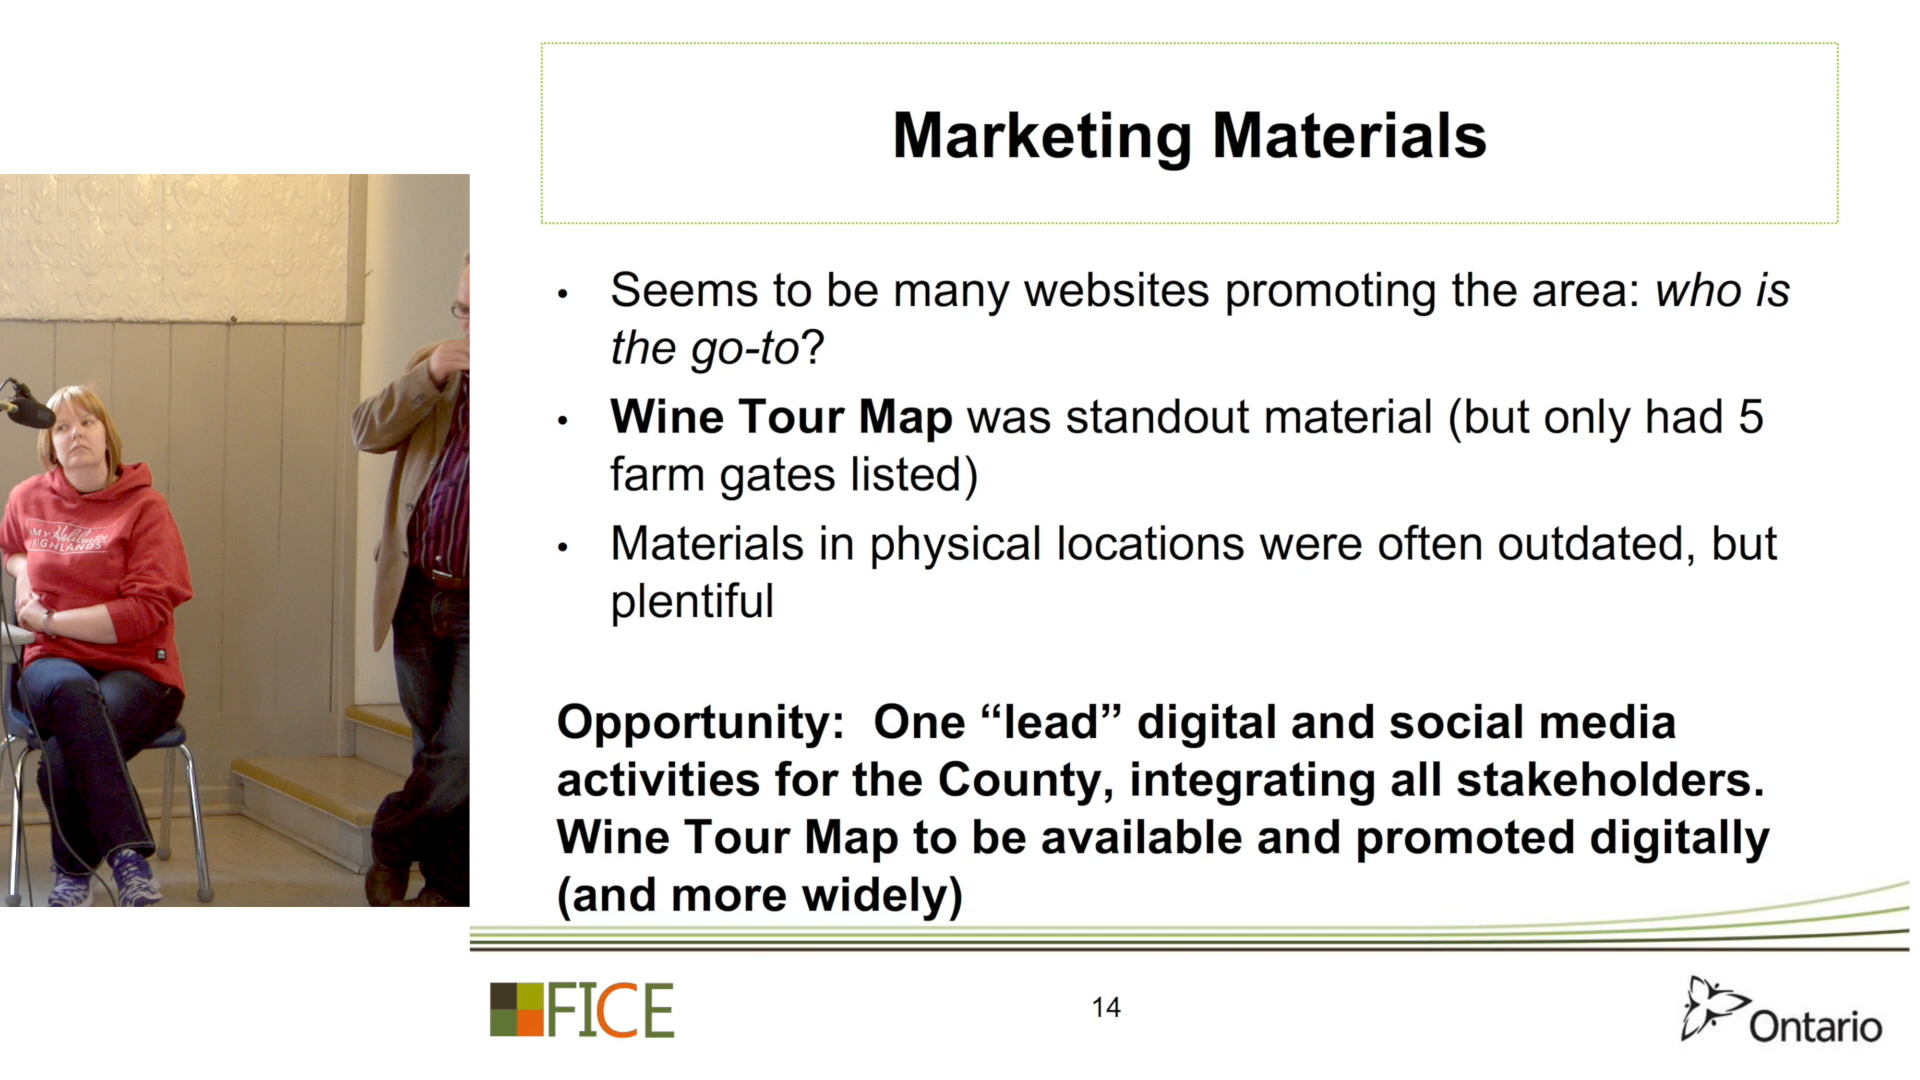 Marketing Materials
• Seems to be many websites promoting the area: who is
the go-to?
• Wine Tour Map was standout material (but only had 5
farm gates listed)
• Materials in physical locations were often outdated, but
plentiful
Opportunity: One “lead” digital and social media
activities for the County, integrating all stakeholders.
Wine Tour Map to be available and promoted digitally
(and more widely)
FICE
14
Ontario
MY Haliburton
HIGHLANDS